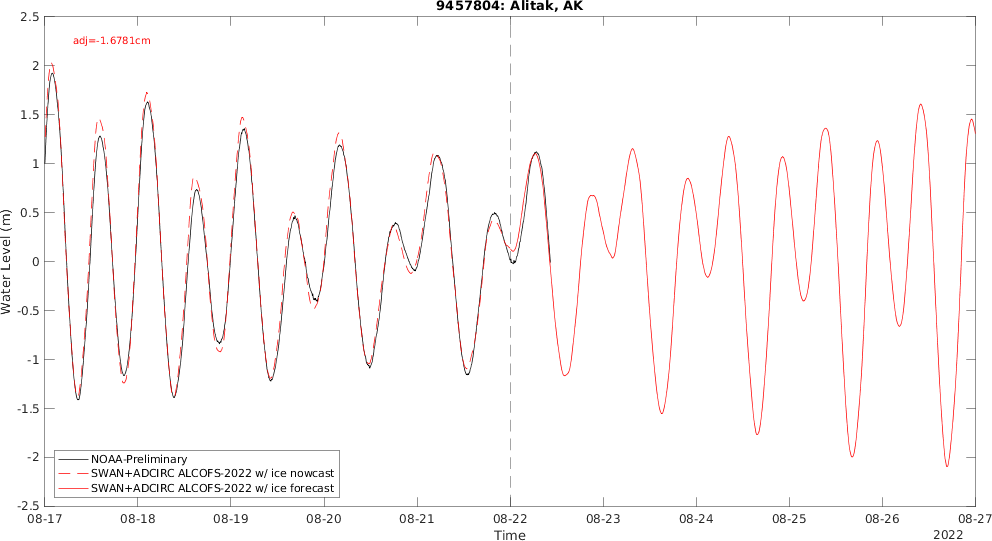 9457804: Alitak, AK
adj=-1.6781cm
2.5
2
1.5
1
0.5
0
-0.5
-1
-1.5
-2
-2.5
Water Level (m)
NOAA-Preliminary
SWAN+ADCIRC ALCOFS-2022 w/ ice nowcast
SWAN+ADCIRC ALCOFS-2022 w/ ice forecast
08-17 08-18 08-19 08-20 08-21 08-22 08-23 08-24 08-25 08-26 08-27
Time
2022